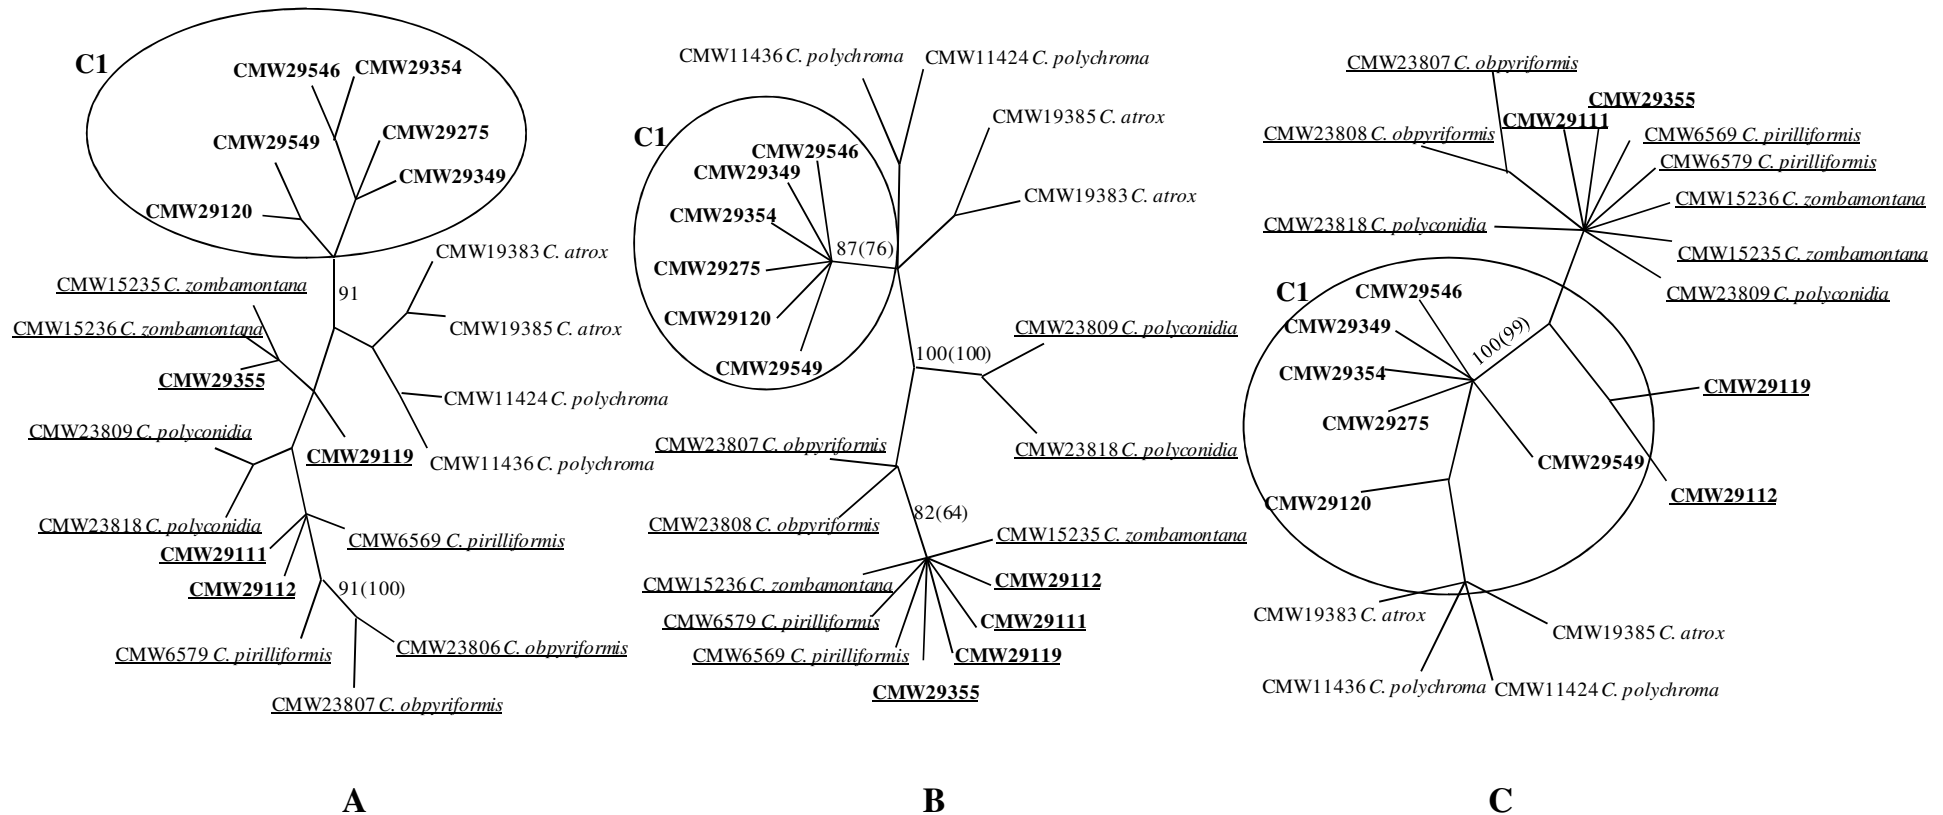 C1
CMW29546
CMW29354
CMW29549
CMW29275
CMW29349
CMW29120
CMW19383 C. atrox
91
CMW15235 C. zombamontana
CMW19385 C. atrox
CMW15236 C. zombamontana
CMW29355
CMW11424 C. polychroma
CMW23809 C. polyconidia
CMW29119
CMW11436 C. polychroma
CMW23818 C. polyconidia
CMW6569 C. pirilliformis
CMW29111
CMW29112
91(100)
CMW6579 C. pirilliformis
CMW23806 C. obpyriformis
CMW23807 C. obpyriformis
A
CMW11436 C. polychroma
CMW11424 C. polychroma
CMW19385 C. atrox
C1
CMW29546
CMW29349
CMW19383 C. atrox
CMW29354
87(76)
CMW29275
CMW29120
CMW23809 C. polyconidia
100(100)
CMW29549
CMW23807 C. obpyriformis
CMW23818 C. polyconidia
82(64)
CMW23808 C. obpyriformis
CMW15235 C. zombamontana
CMW15236 C. zombamontana
CMW29112
CMW6579 C. pirilliformis
CMW29111
CMW6569 C. pirilliformis
CMW29119
CMW29355
B
CMW23807 C. obpyriformis
CMW29355
CMW29111
CMW23808 C. obpyriformis
CMW6569 C. pirilliformis
CMW6579 C. pirilliformis
CMW15236 C. zombamontana
CMW23818 C. polyconidia
CMW15235 C. zombamontana
CMW23809 C. polyconidia
C1
CMW29546
CMW29349
100(99)
CMW29354
CMW29119
CMW29275
CMW29549
CMW29120
CMW29112
CMW19383 C. atrox
CMW19385 C. atrox
CMW11436 C. polychroma
CMW11424 C. polychroma
C